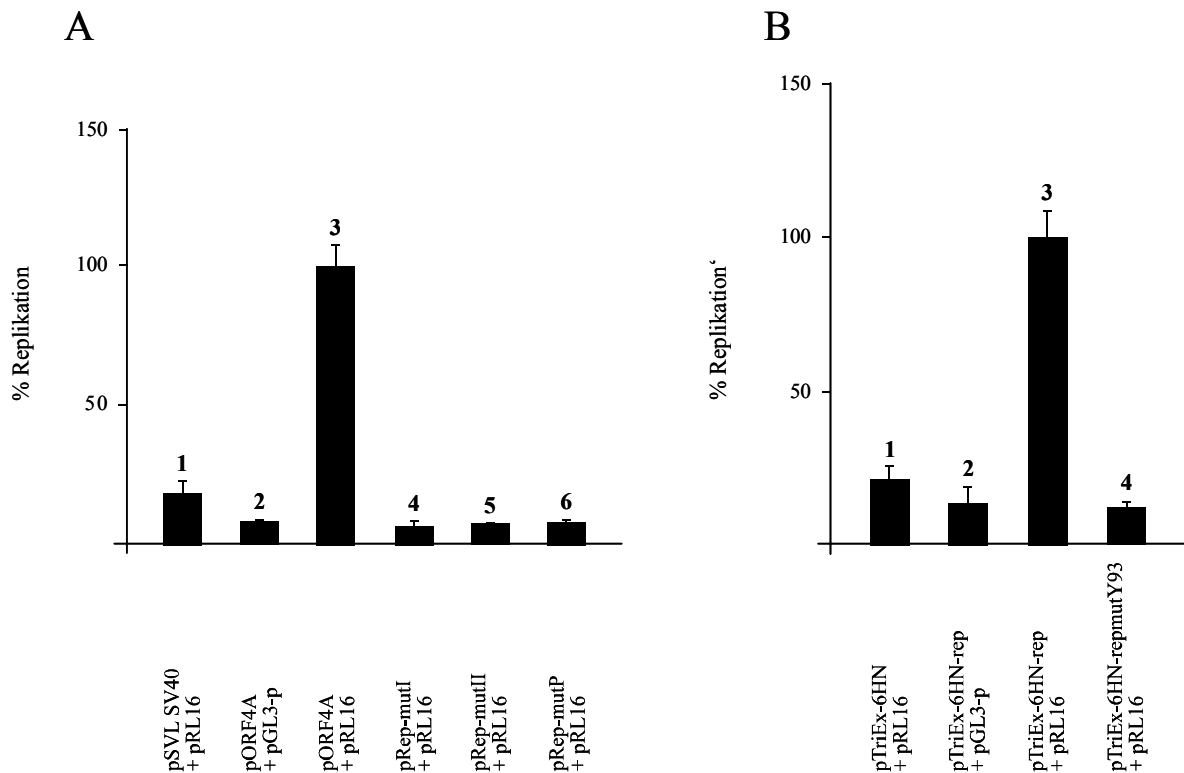 A
% Replikation
150
100
50
1
2
3
4
5
6
pSVL SV40
+ pRL16
pORF4A
+ pGL3-p
pORF4A
+ pRL16
pRep-mutI
+ pRL16
pRep-mutII
+ pRL16
pRep-mutP
+ pRL16
B
% Replikation‘
150
100
50
1
2
3
4
pTriEx-6HN
+ pRL16
pTriEx-6HN-rep
+ pGL3-p
pTriEx-6HN-rep
+ pRL16
pTriEx-6HN-repmutY93
+ pRL16